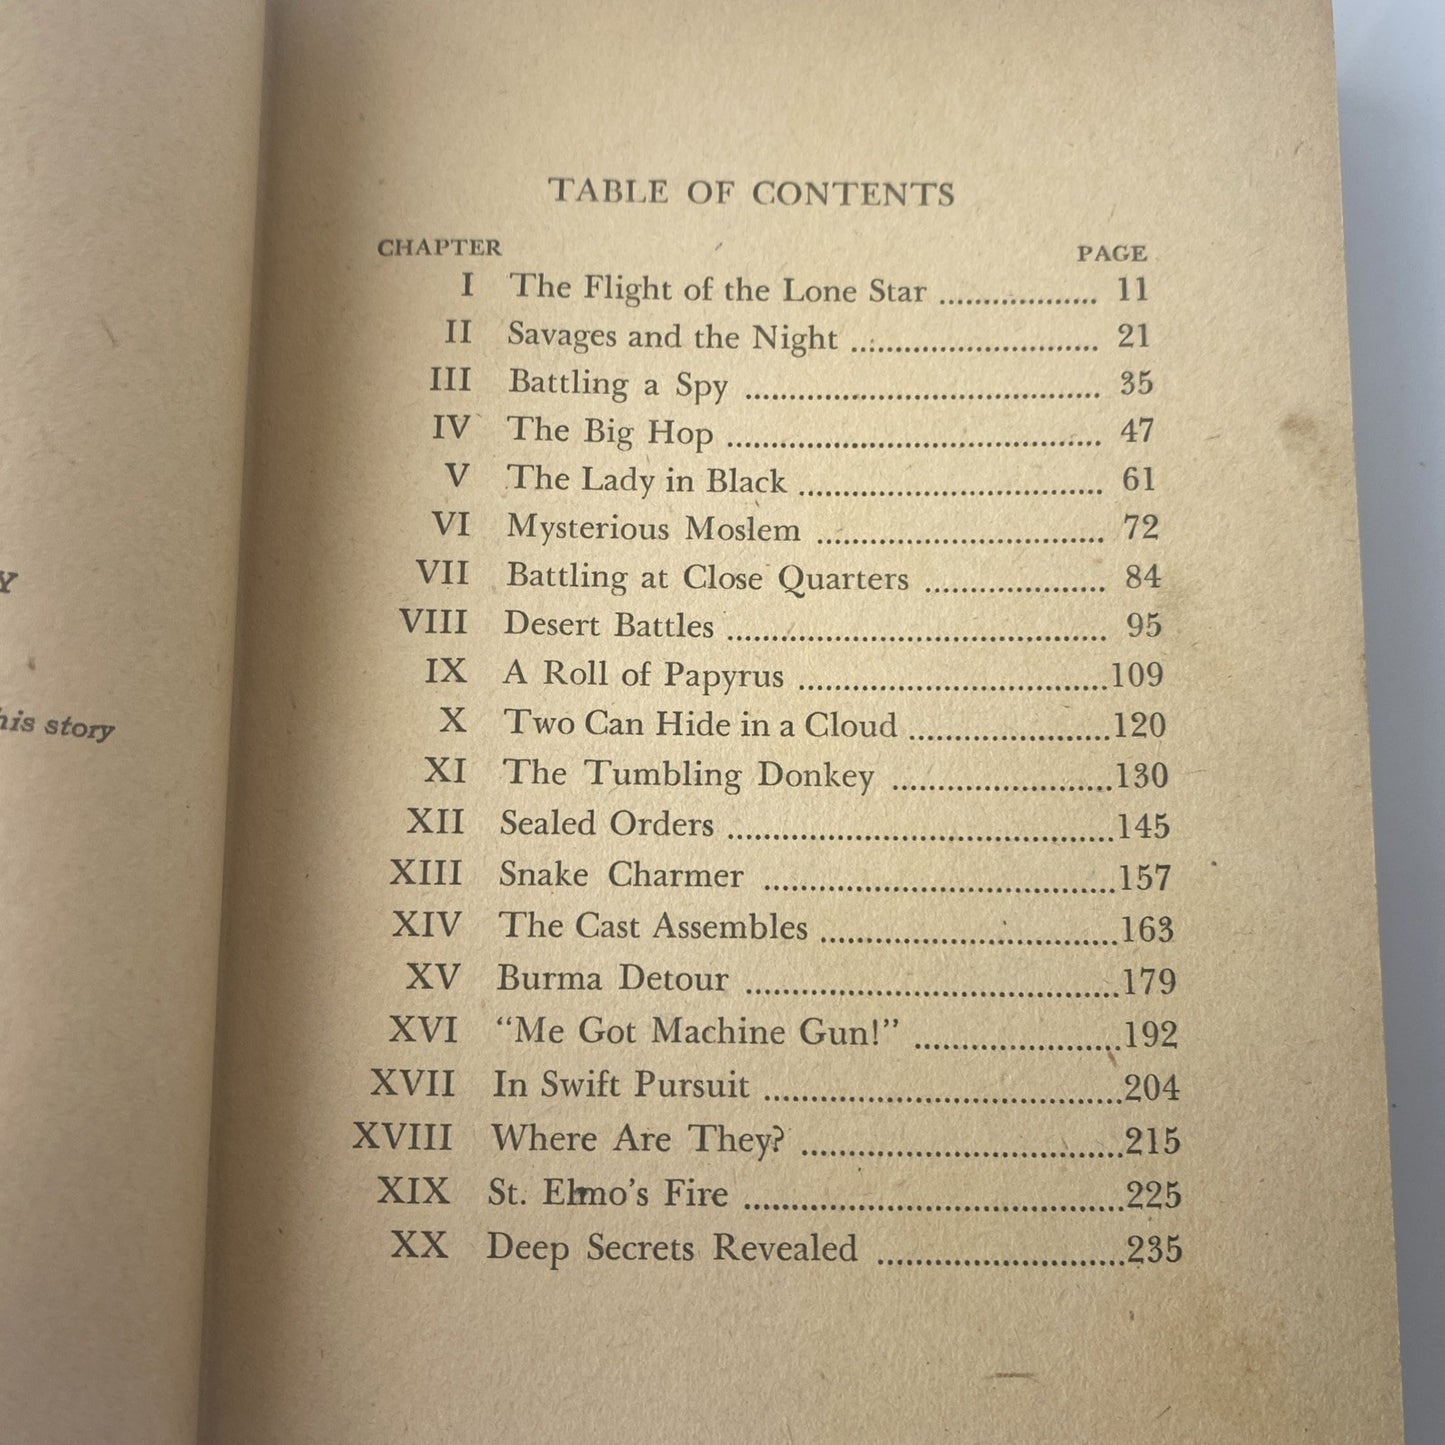 Y
his story
TABLE OF CONTENTS
CHAPTER PAGE
I The Flight of the Lone Star .................. 11
II Savages and the Night ............................ 21
III Battling a Spy ........................................ 35
IV The Big Hop .......................................... 47
V The Lady in Black .................................. 61
VI Mysterious Moslem ................................ 72
VII Battling at Close Quarters .................... 84
VIII Desert Battles .......................................... 95
IX A Roll of Papyrus ..................................109
X Two Can Hide in a Cloud ......................120
XI The Tumbling Donkey ........................130
XII Sealed Orders ..........................................145
XIII Snake Charmer ......................................157
XIV The Cast Assembles ................................163
XV Burma Detour ........................................179
XVI “Me Got Machine Gun!” ......................192
XVII In Swift Pursuit ......................................204
XVIII Where Are They? ..................................215
XIX St. Elmo’s Fire ........................................225
XX Deep Secrets Revealed ..........................235